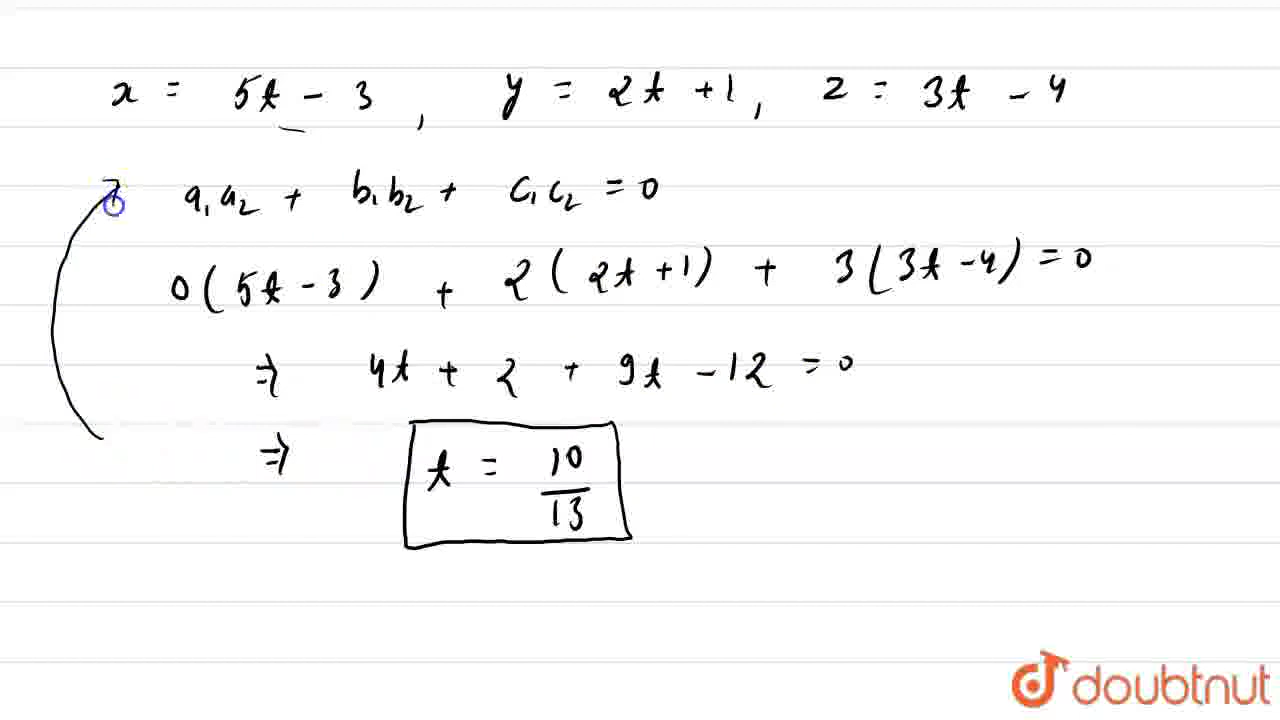 x = 5t - 3, y = 2t + 1, z = 3t - 4
a₁a₂ + b₁b₂ + c₁c₂ = 0
0(5t - 3) + 2(2t + 1) + 3(3t - 4) = 0
⇒ 4t + 2 + 9t - 12 = 0
⇒ t = 10/13
doubtnut